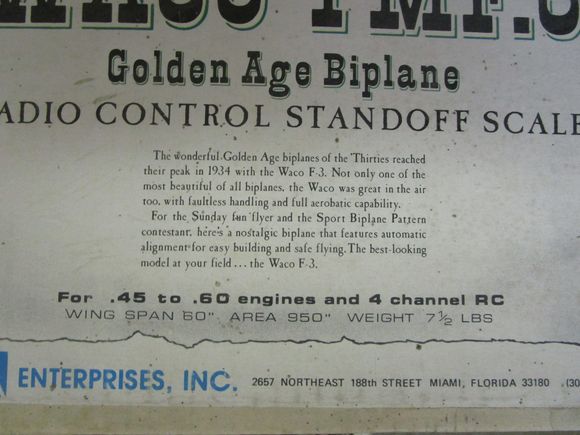 WACO YMF.3
Golden Age Biplane
ADIO CONTROL STANDOFF SCALE
The wonderful Golden Age biplanes of the Thirties reached
their peak in 1934 with the Waco F-3. Not only one of the
most beautiful of all biplanes, the Waco was great in the air
too, with faultless handling and full aerobatic capability.
For the Sunday fun flyer and the Sport Biplane Pattern
contestant, here's a nostalgic biplane that features automatic
alignment for easy building and safe flying. The best-looking
model at your field... the Waco F-3.
For .45 to .60 engines and 4 channel RC
WING SPAN 60", AREA 950" WEIGHT 7½ LBS
ENTERPRISES, INC. 2657 NORTHEAST 188th STREET MIAMI, FLORIDA 33180 (30